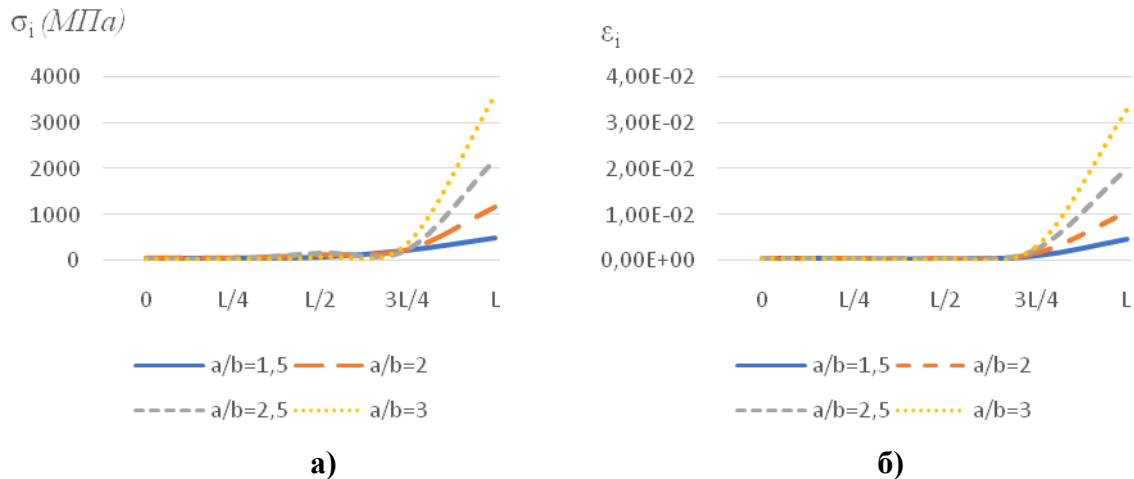 σi (МПа)
4000
3000
2000
1000
0
0 L/4 L/2 3L/4 L
a/b=1,5 a/b=2
a/b=2,5 a/b=3
а)
εi
4,00E-02
3,00E-02
2,00E-02
1,00E-02
0,00E+00
0 L/4 L/2 3L/4 L
a/b=1,5 a/b=2
a/b=2,5 a/b=3
б)